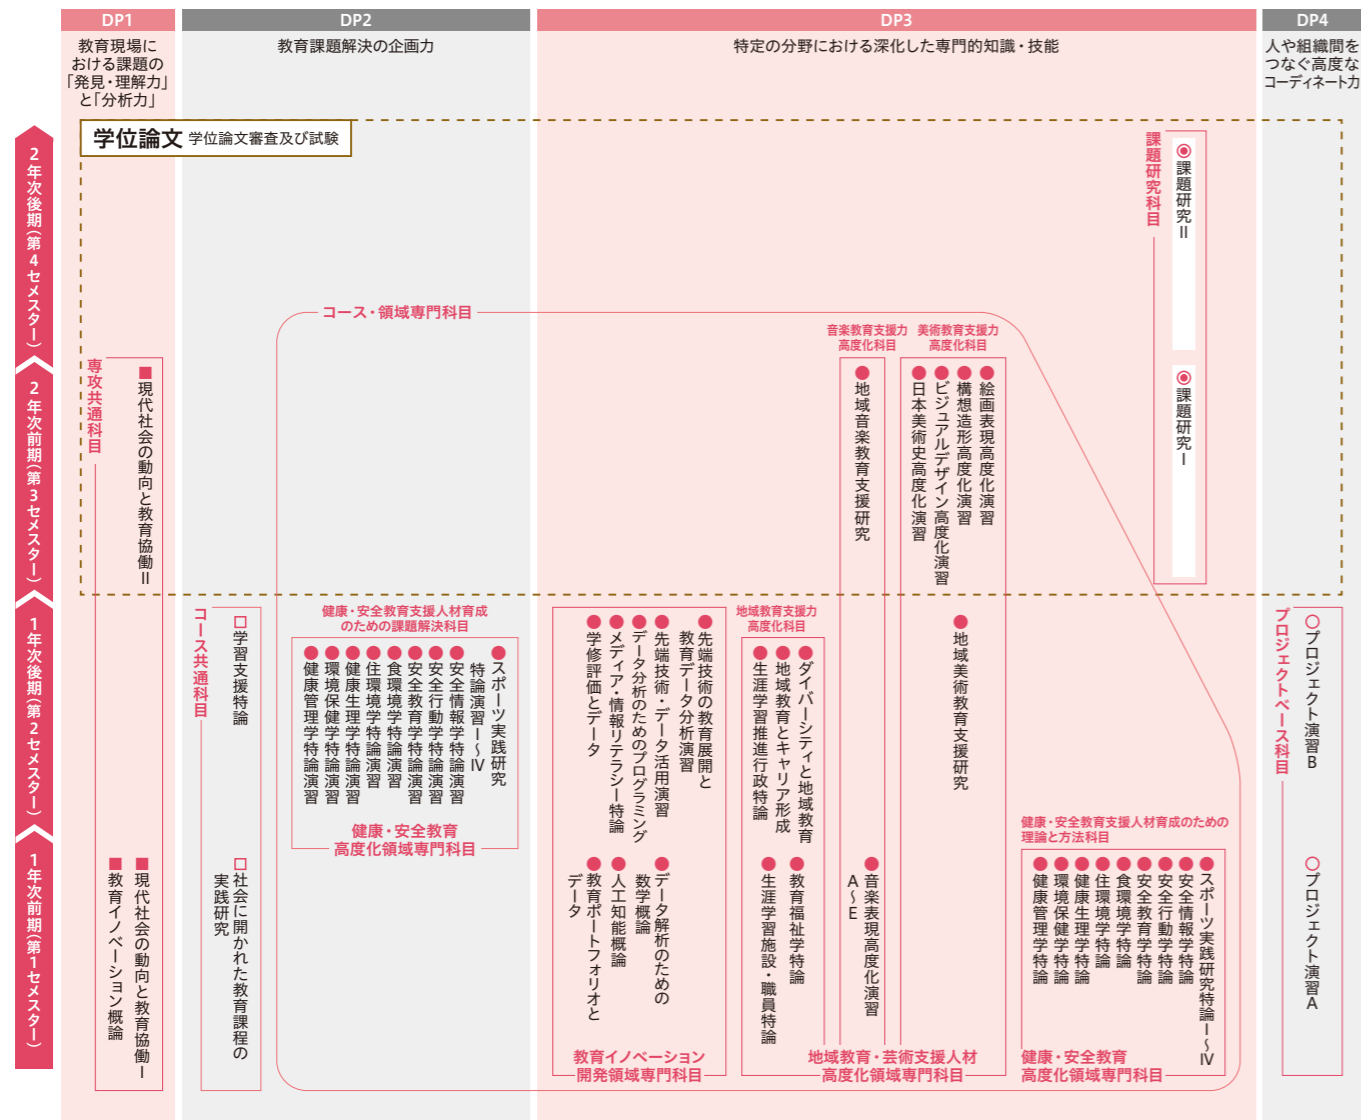 DP1
DP2
DP3
DP4
教育現場に
おける課題の
「発見・理解力」
と「分析力」
教育課題解決の企画力
特定の分野における深化した専門的知識・技能
人や組織間を
つなぐ高度な
コーディネート力
学位論文 学位論文審査及び試験
2年次後期(第4セメスター)
2年次前期(第3セメスター)
1年次後期(第2セメスター)
1年次前期(第1セメスター)
専攻共通科目
■現代社会の動向と教育協働Ⅱ
■現代社会の動向と教育協働Ⅰ
■教育イノベーション概論
コース共通科目
□学習支援特論
□社会に開かれた教育課程の
実践研究
コース・領域専門科目
健康・安全教育支援人材育成
のための課題解決科目
●スポーツ実践研究
特論演習Ⅰ〜Ⅳ
●安全情報学特論演習
●安全行動学特論演習
●安全教育学特論演習
●食環境学特論演習
●住環境学特論演習
●健康生理学特論演習
●環境保健学特論演習
●健康管理学特論演習
健康・安全教育
高度化領域専門科目
●先端技術の教育展開と
教育データ分析演習
●先端技術・データ活用演習
●データ分析のためのプログラミング
●メディア・情報リテラシー特論
●学修評価とデータ
●データ解析のための
数学概論
●人工知能概論
●教育ポートフォリオと
データ
教育イノベーション
開発領域専門科目
地域教育支援力
高度化科目
●ダイバーシティと地域教育
●地域教育とキャリア形成
●生涯学習推進行政特論
●教育福祉学特論
●生涯学習施設・職員特論
音楽教育支援力
高度化科目
●地域音楽教育支援研究
●音楽表現高度化演習
A〜E
美術教育支援力
高度化科目
●絵画表現高度化演習
●構想造形高度化演習
●ビジュアルデザイン高度化演習
●日本美術史高度化演習
●地域美術教育支援研究
地域教育・芸術支援人材
高度化領域専門科目
健康・安全教育支援人材育成のための
理論と方法科目
●スポーツ実践研究特論Ⅰ〜Ⅳ
●安全情報学特論
●安全行動学特論
●安全教育学特論
●食環境学特論
●住環境学特論
●健康生理学特論
●環境保健学特論
●健康管理学特論
健康・安全教育
高度化領域専門科目
課題研究科目
◉課題研究Ⅱ
◉課題研究Ⅰ
プロジェクトベース科目
○プロジェクト演習B
○プロジェクト演習A